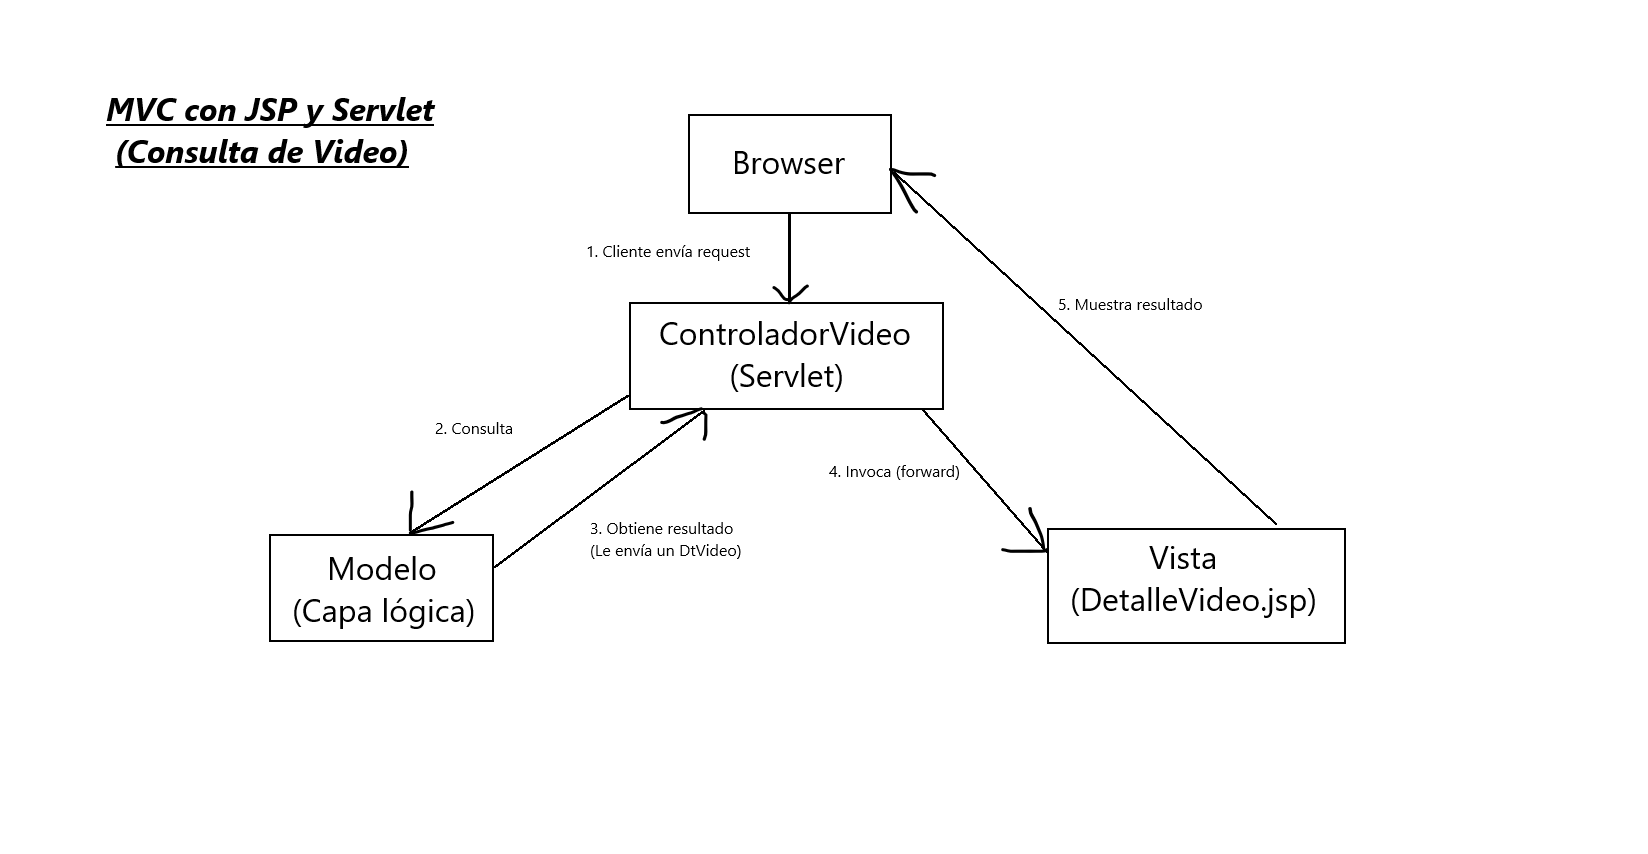 MVC con JSP y Servlet
(Consulta de Video)
Browser
1. Cliente envía request
ControladorVideo
(Servlet)
5. Muestra resultado
2. Consulta
4. Invoca (forward)
3. Obtiene resultado
(Le envía un DtVideo)
Modelo
(Capa lógica)
Vista
(DetalleVideo.jsp)